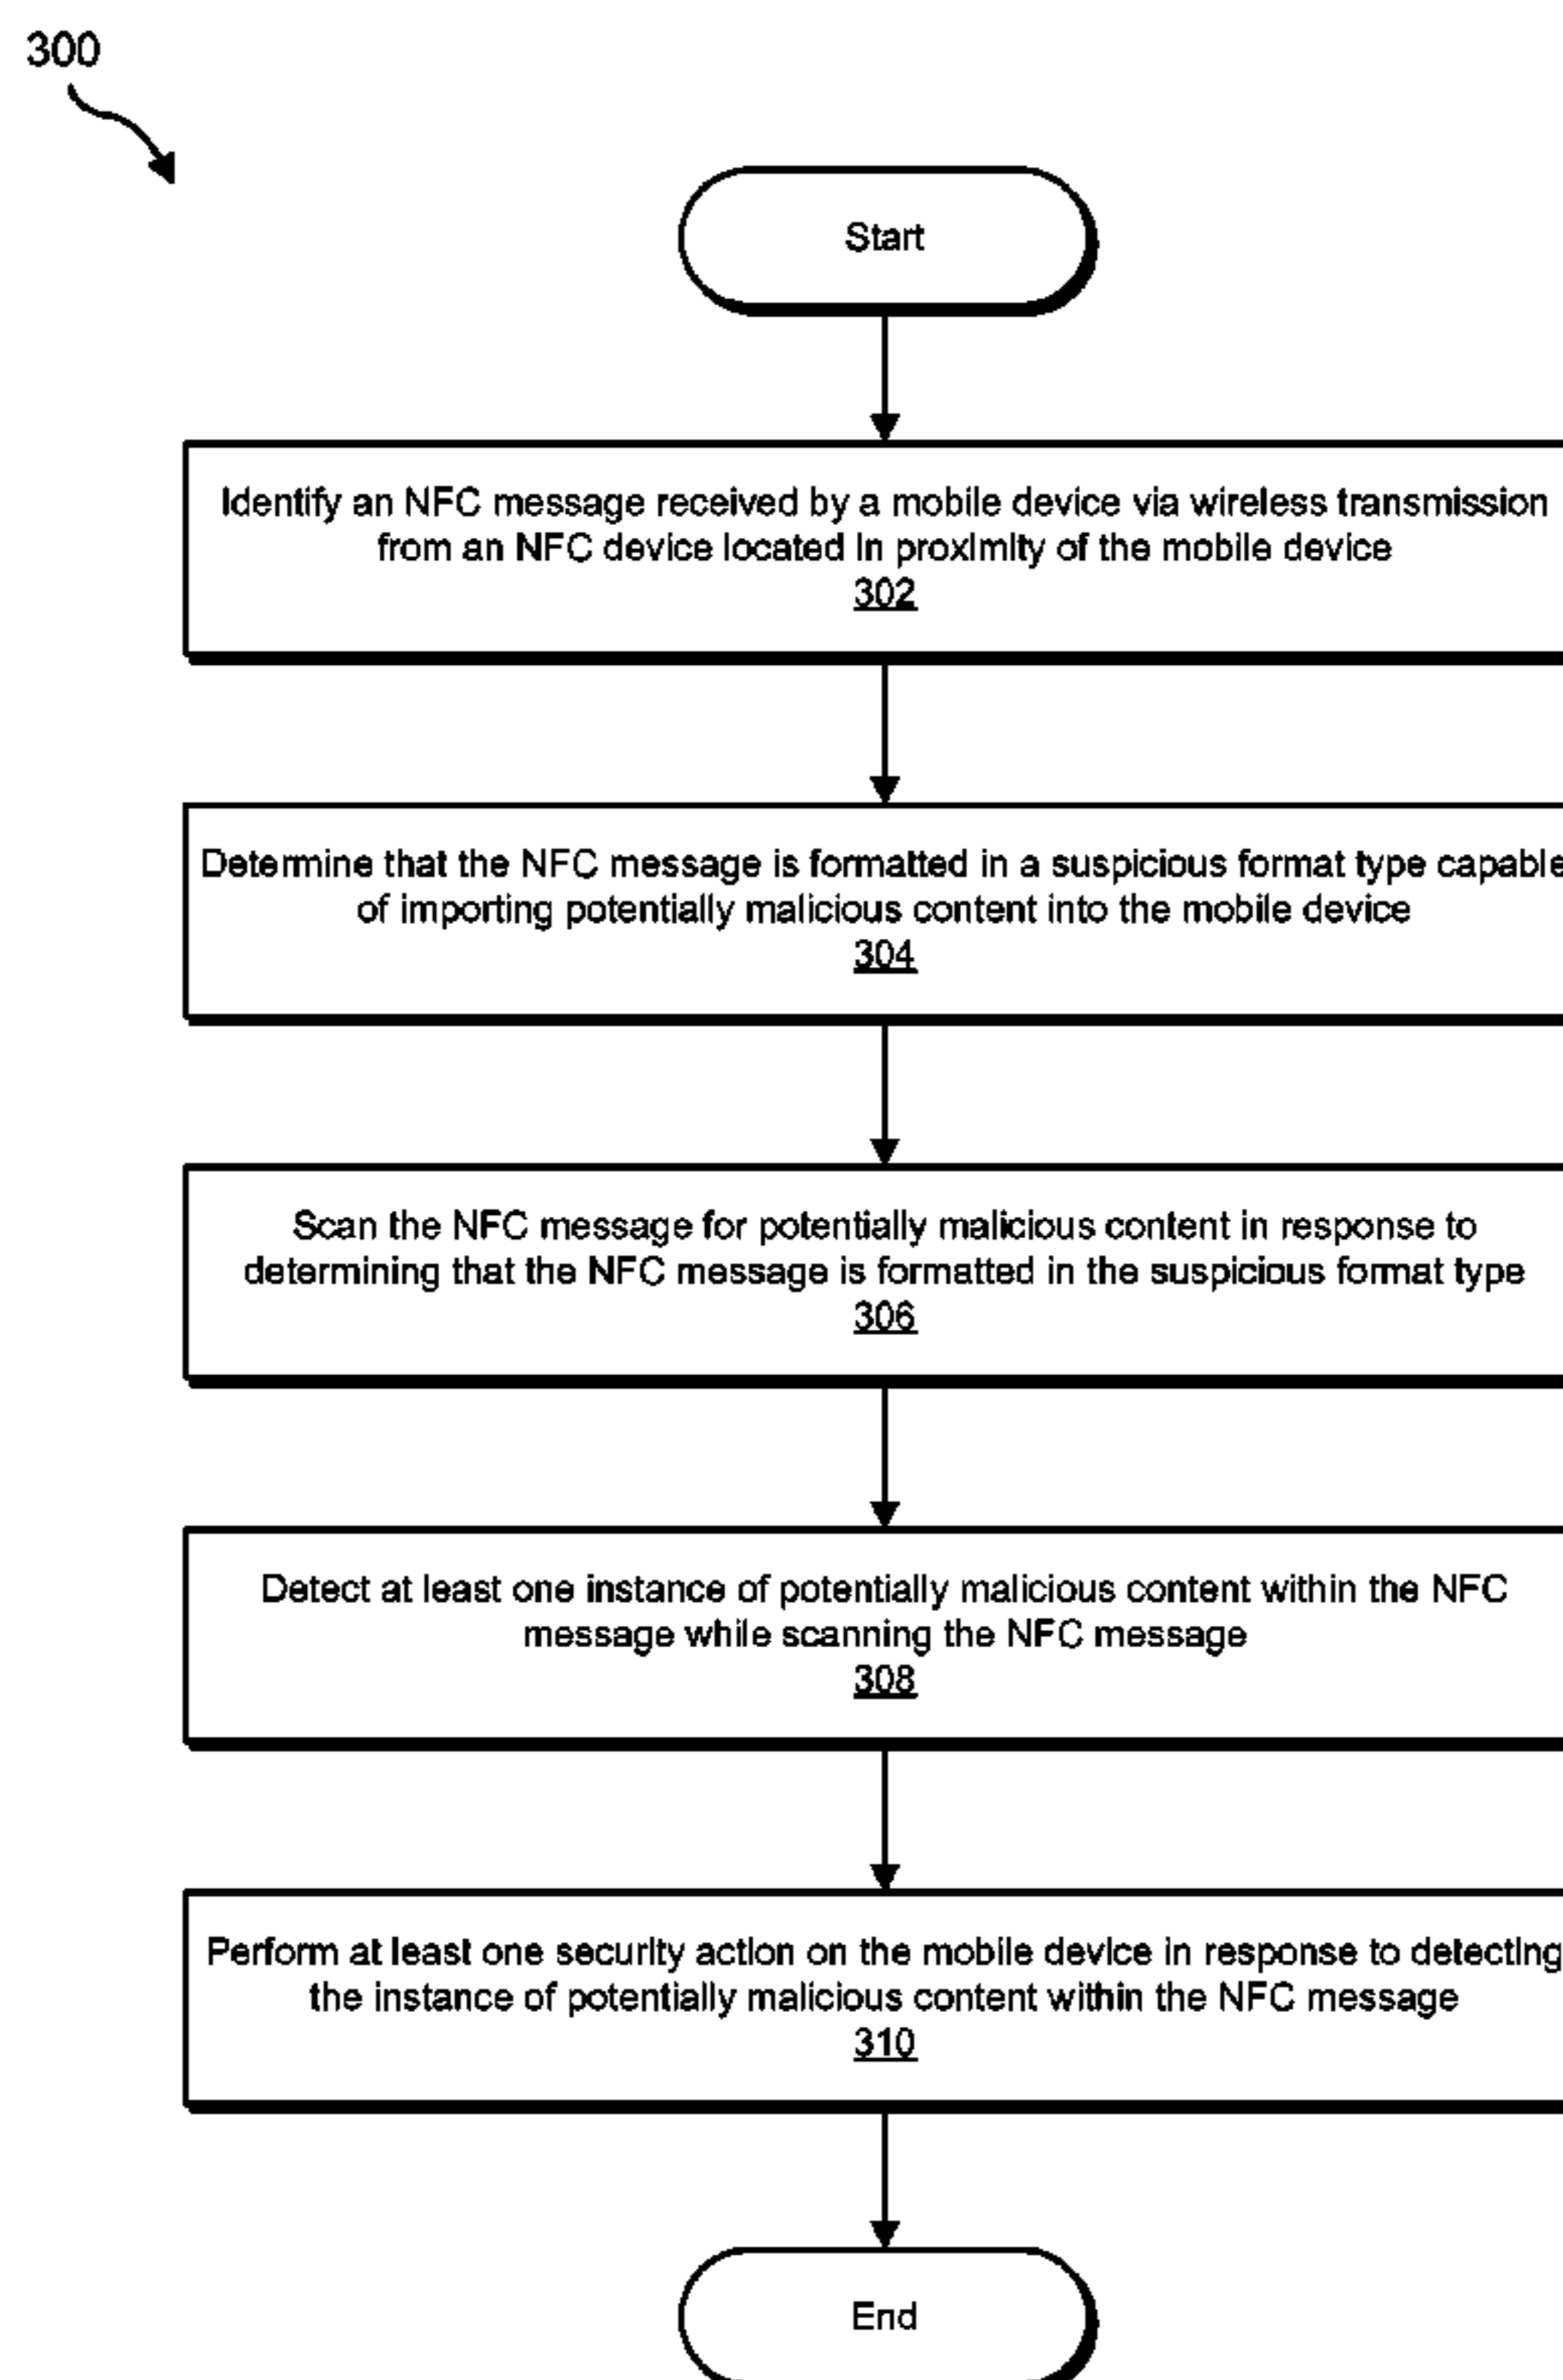 300
Start
Identify an NFC message received by a mobile device via wireless transmission
from an NFC device located in proximity of the mobile device
302
Determine that the NFC message is formatted in a suspicious format type capable
of importing potentially malicious content into the mobile device
304
Scan the NFC message for potentially malicious content in response to
determining that the NFC message is formatted in the suspicious format type
306
Detect at least one instance of potentially malicious content within the NFC
message while scanning the NFC message
308
Perform at least one security action on the mobile device in response to detecting
the instance of potentially malicious content within the NFC message
310
End